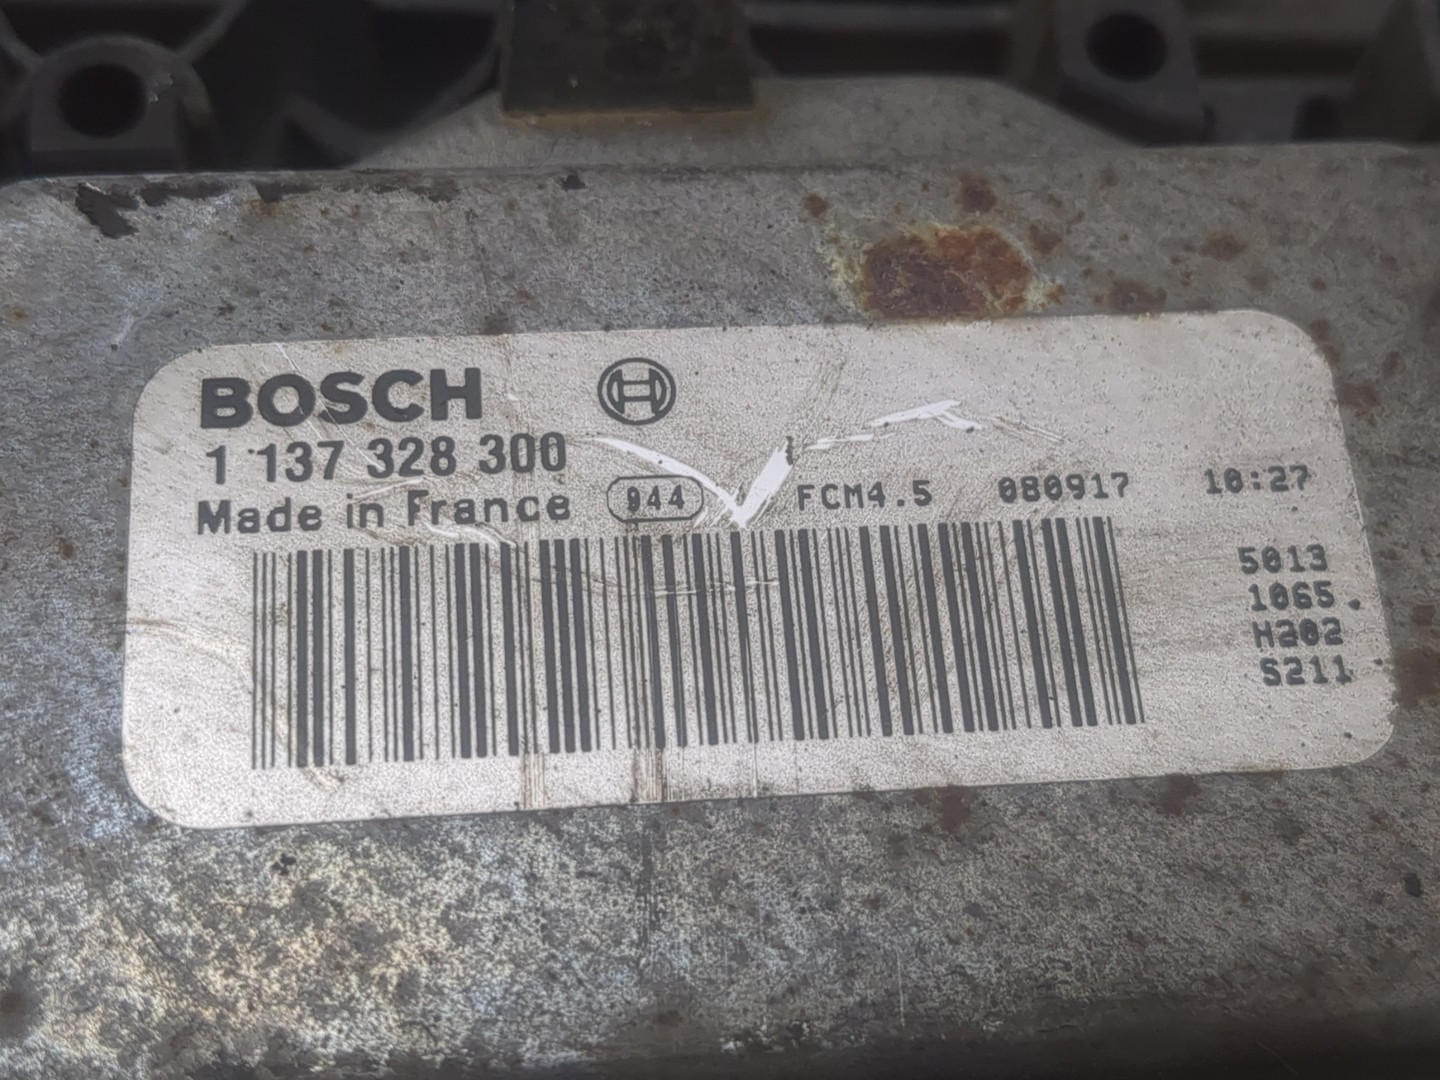 BOSCH
1 137 328 300
Made in France 944 FCM4.5 080917 10:27
5013
1065
H202
S211